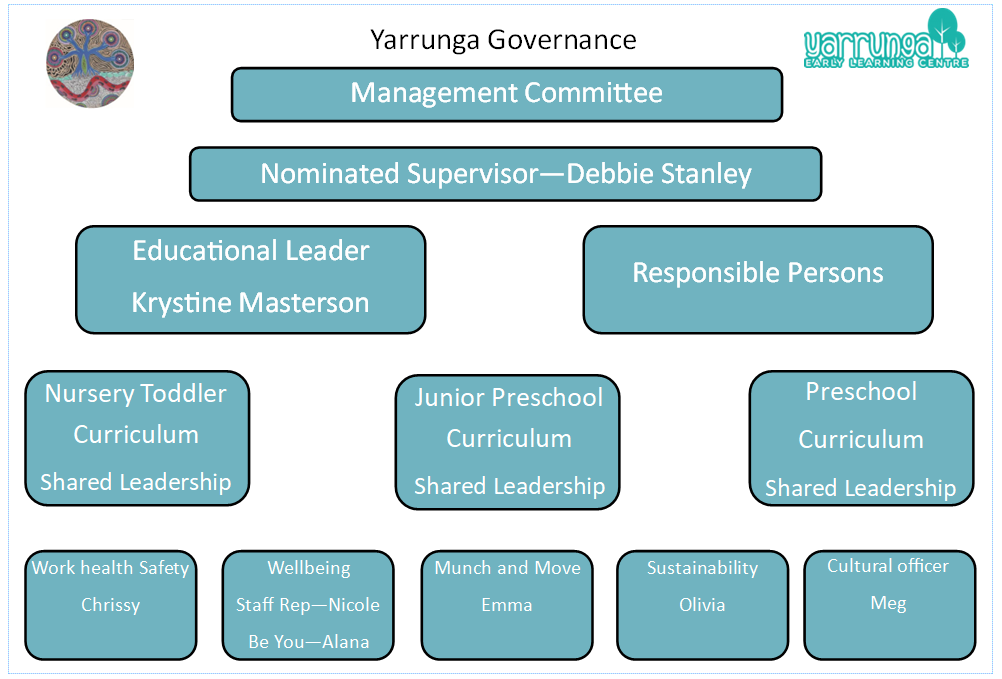 Yarrunga Governance
yarrunga
EARLY LEARNING CENTRE
Management Committee
Nominated Supervisor—Debbie Stanley
Educational Leader
Krystine Masterson
Responsible Persons
Nursery Toddler
Curriculum
Shared Leadership
Junior Preschool
Curriculum
Shared Leadership
Preschool
Curriculum
Shared Leadership
Work health Safety
Chrissy
Wellbeing
Staff Rep—Nicole
Be You—Alana
Munch and Move
Emma
Sustainability
Olivia
Cultural officer
Meg